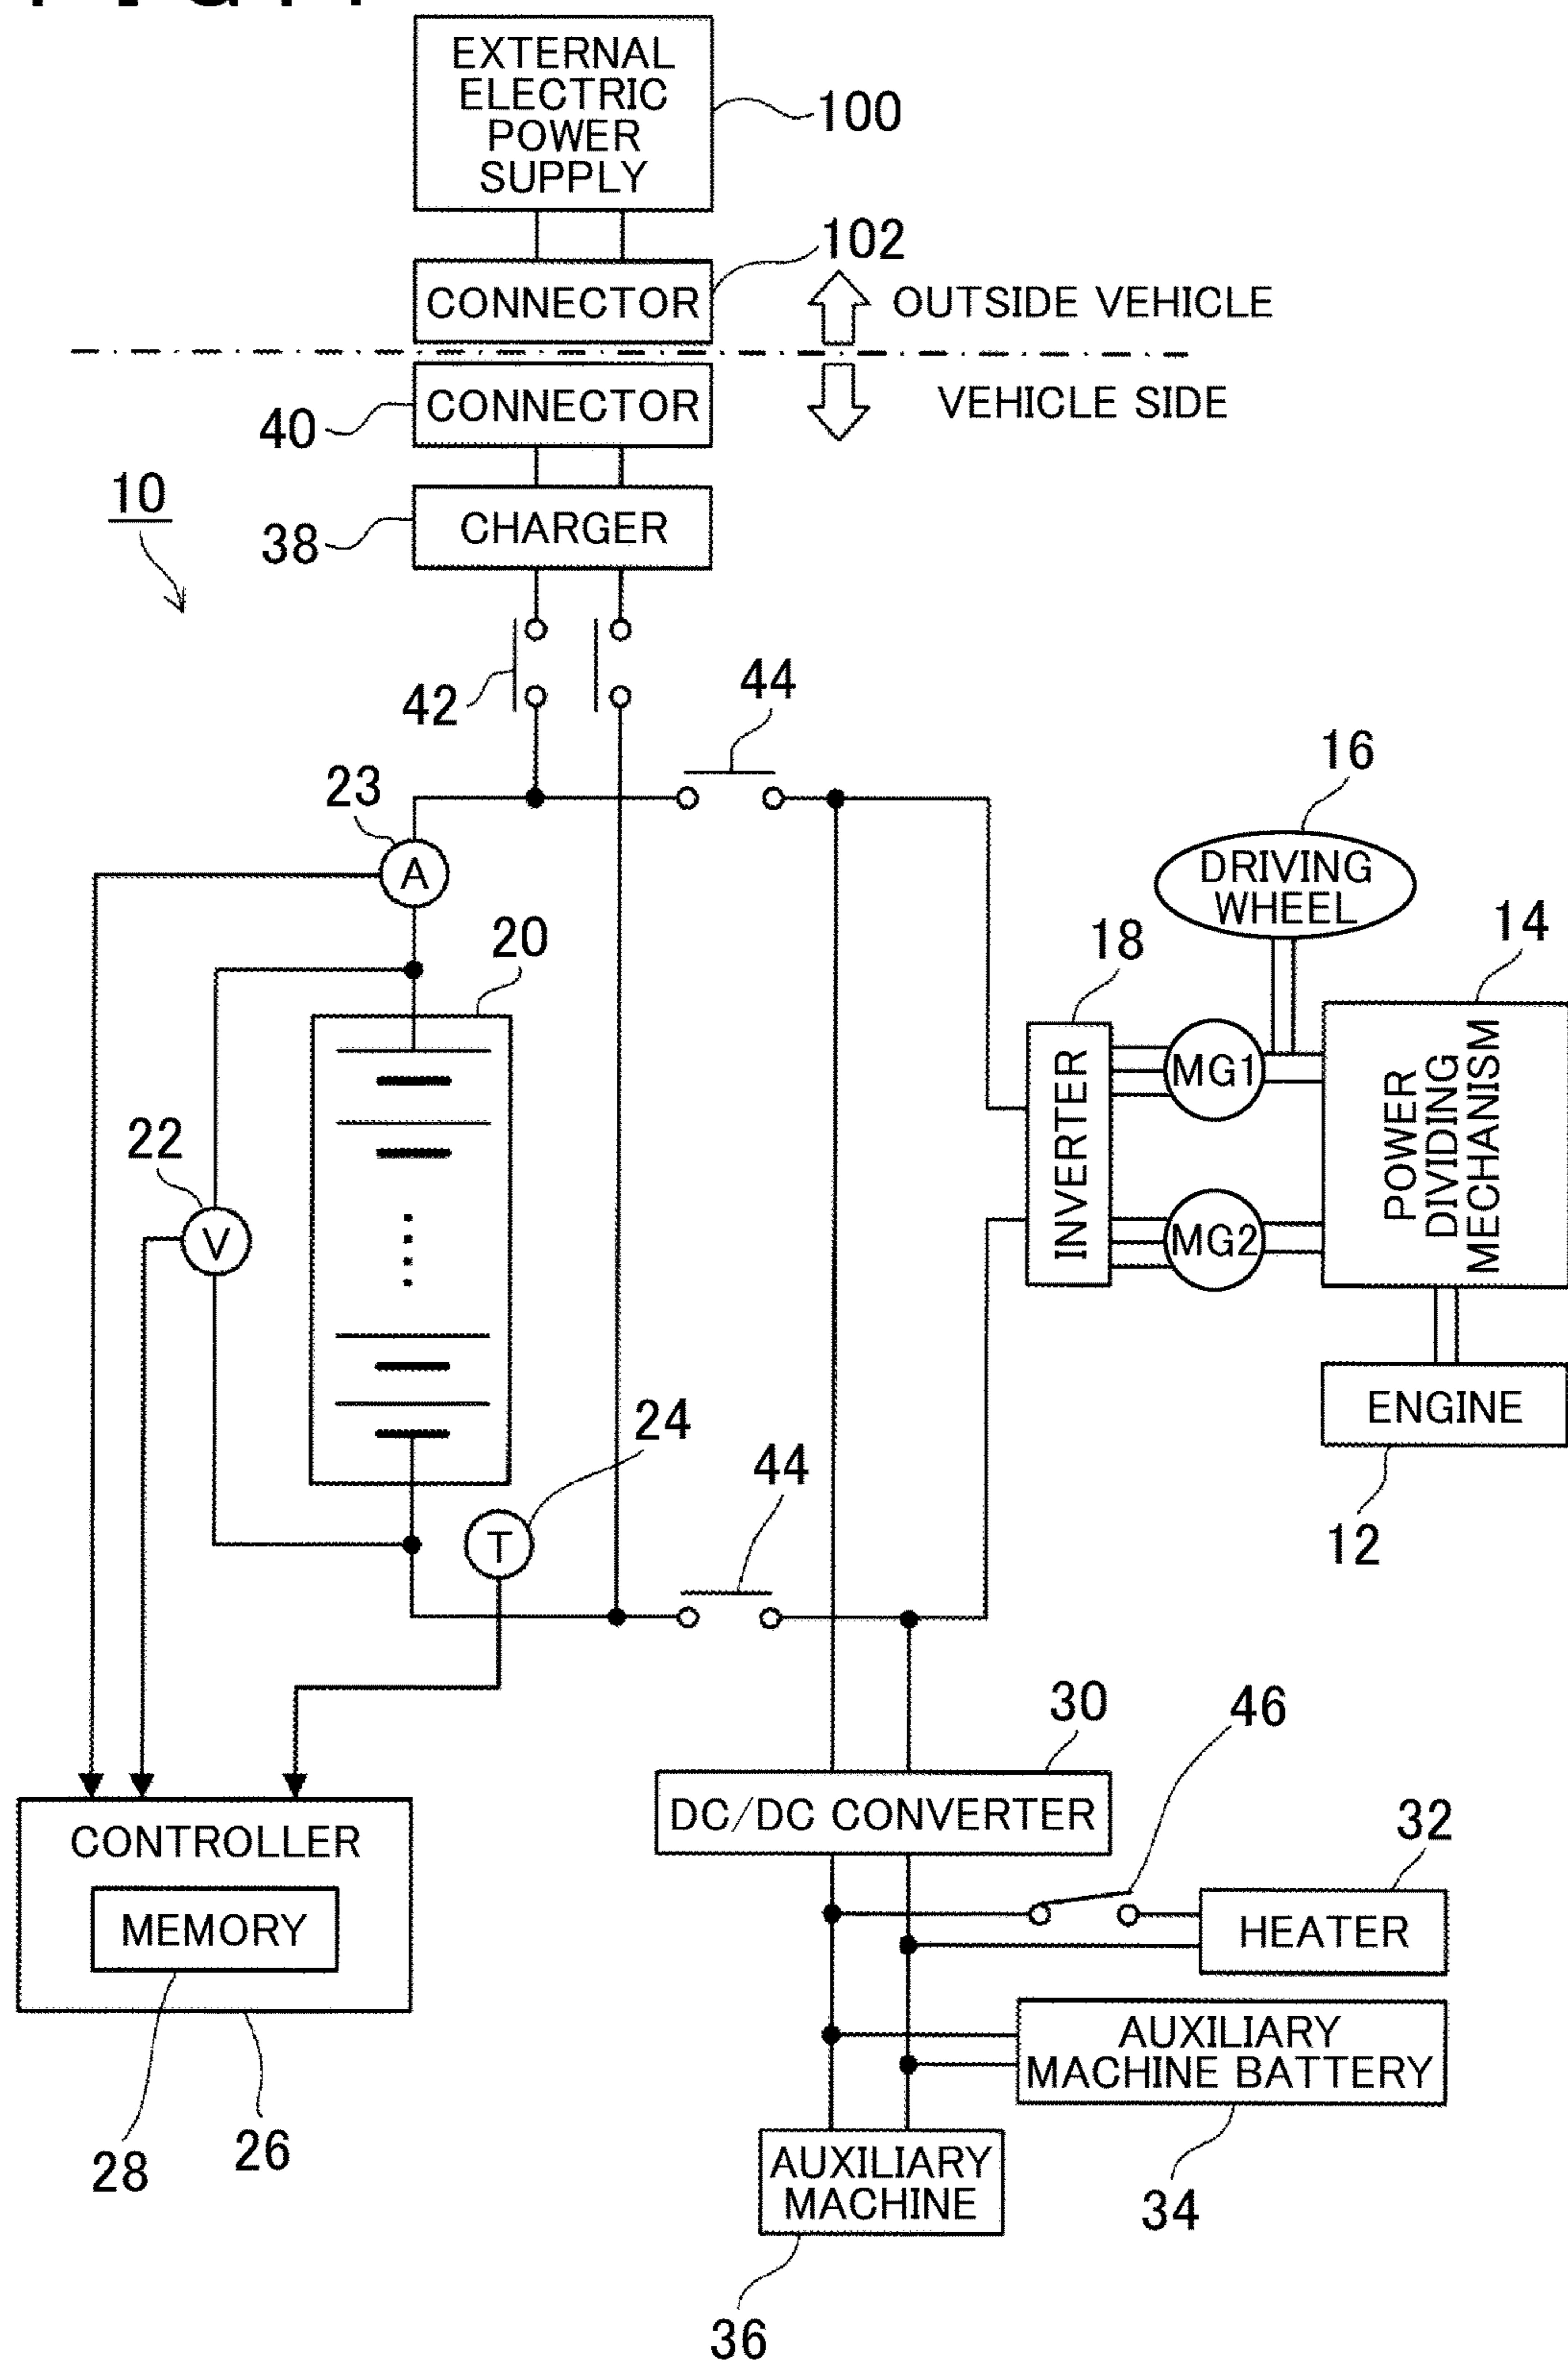 EXTERNAL
ELECTRIC
POWER
SUPPLY
100
102
CONNECTOR
OUTSIDE VEHICLE
CONNECTOR
VEHICLE SIDE
40
10
CHARGER
38
42
44
16
23
A
DRIVING
WHEEL
20
18
14
MG1
INVERTER
POWER
DIVIDING
MECHANISM
22
V
MG2
24
ENGINE
44
T
12
30
46
DC/DC CONVERTER
32
CONTROLLER
HEATER
MEMORY
AUXILIARY
MACHINE BATTERY
28
26
AUXILIARY
MACHINE
34
36